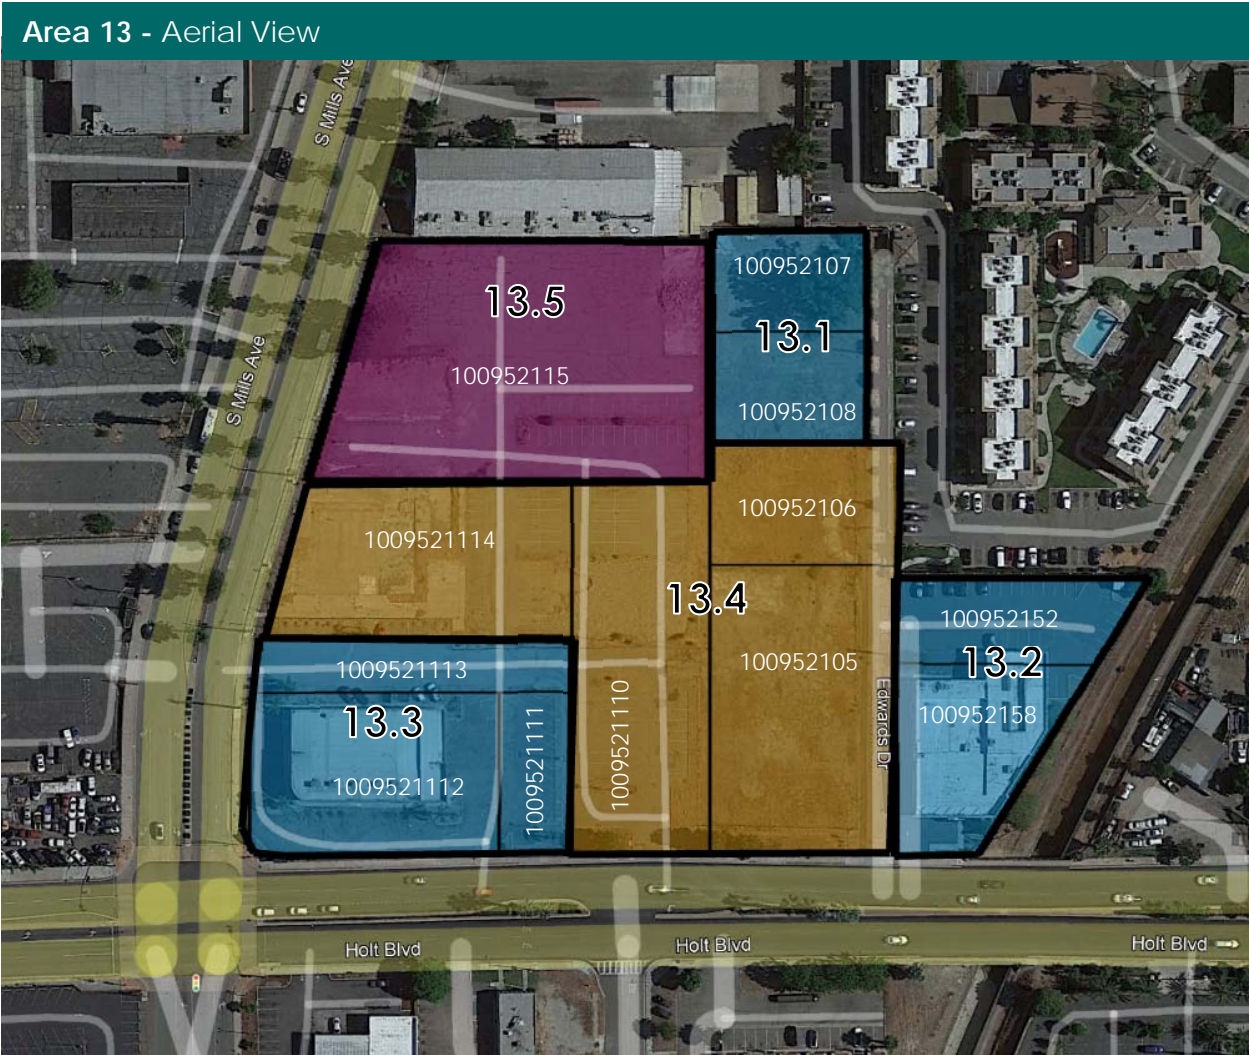 Area 13 - Aerial View
S Mills Ave
100952107
13.5
13.1
S Mills Ave
100952115
100952108
100952106
1009521114
13.4
100952152
100952105
13.2
1009521113
Edwards Dr
100952158
13.3
1009521110
1009521111
1009521112
Holt Blvd
Holt Blvd
Holt Blvd